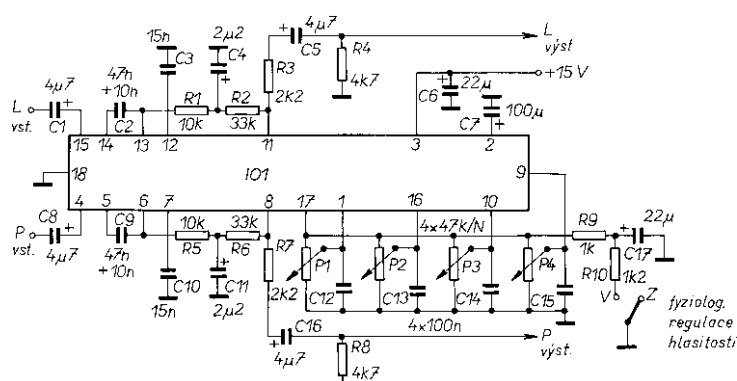 15n
C3
2µ2
C4
4µ7
C5
R3
2k2
R4
4k7
L
výst
+15 V
4µ7
L
vst.
C1
47n
+10n
C2
R1
10k
R2
33k
22µ
C6
100µ
C7
15 14 13 12 11 3 2
18 IO1 9
4 5 6 7 8 17 1 16 10
P
vst.
C8
4µ7
C9
47n
+10n
10k
R5
33k
R6
R7
2k2
C10
15n
C11
2µ2
4×47k/N
P1
P2
P3
P4
C12
C13
C14
C15
4×100n
R9
1k
22µ
C17
R10
1k2
V
Z
fyziolog.
regulace
hlasitosti
C16
4µ7
R8
4k7
P
výst.